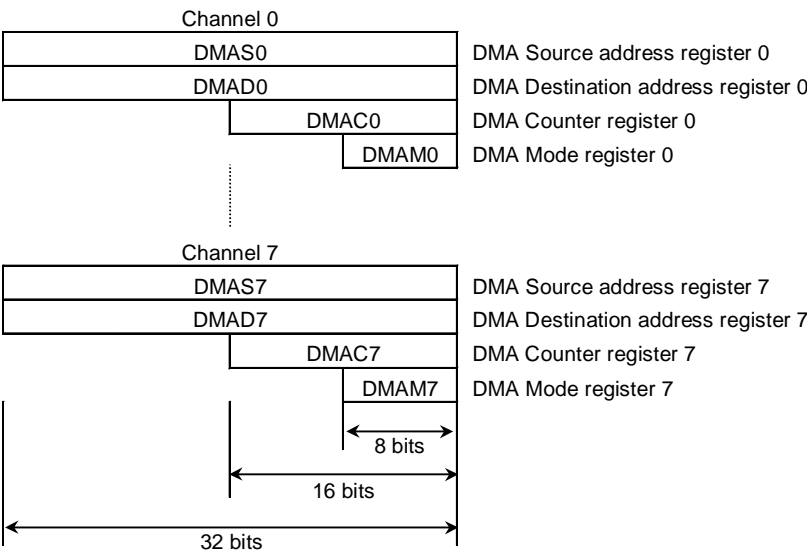 Channel 0
DMAS0 DMA Source address register 0
DMAD0 DMA Destination address register 0
DMAC0 DMA Counter register 0
DMAM0 DMA Mode register 0
Channel 7
DMAS7 DMA Source address register 7
DMAD7 DMA Destination address register 7
DMAC7 DMA Counter register 7
DMAM7 DMA Mode register 7
8 bits
16 bits
32 bits